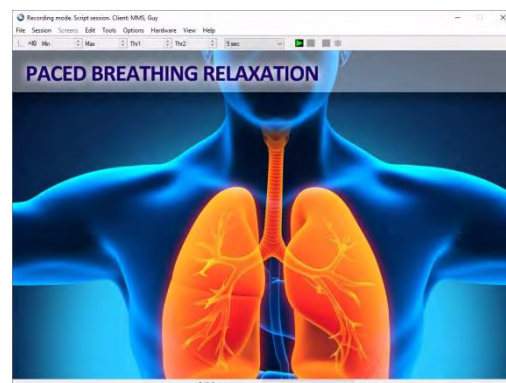 Recording mode. Script session. Client: MMS, Guy
File Session Screens Edit Tools Options Hardware View Help
Min Max Thr1 Thr2 5 sec
PACED BREATHING RELAXATION